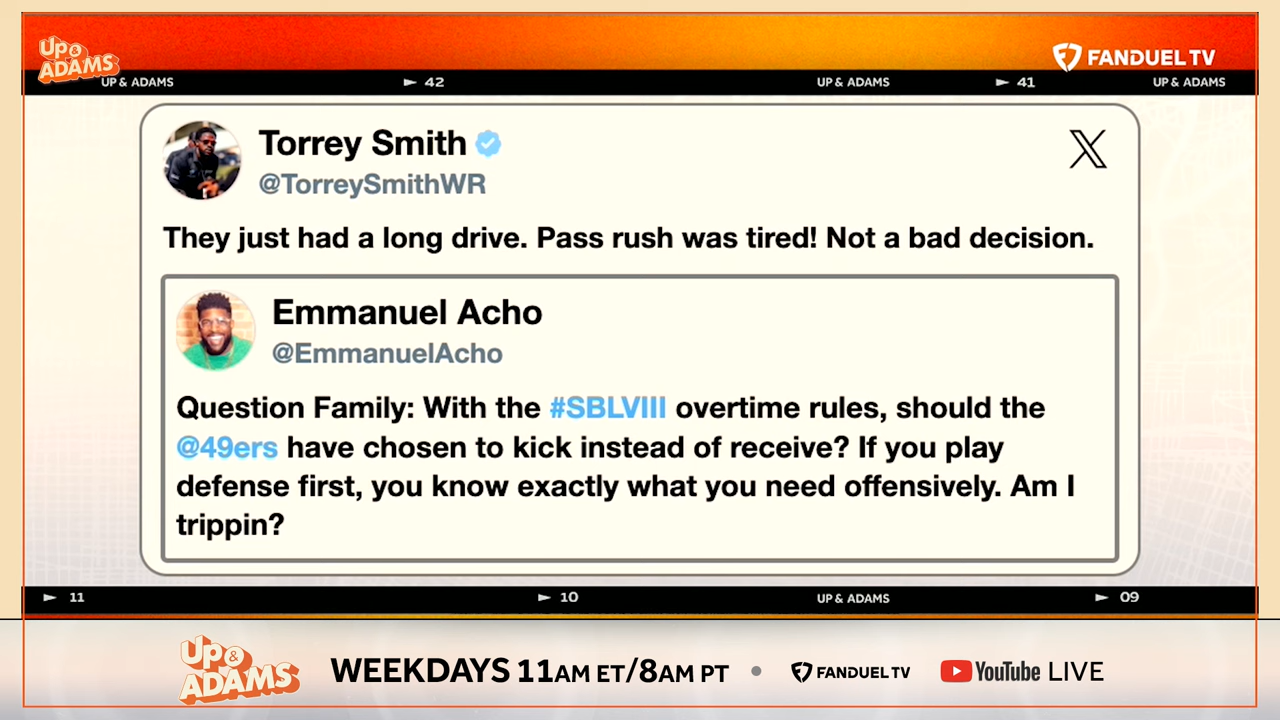 Up &
ADAMS
FANDUEL TV
UP & ADAMS
42
UP & ADAMS
41
UP & ADAMS
Torrey Smith
@TorreySmithWR
They just had a long drive. Pass rush was tired! Not a bad decision.
Emmanuel Acho
@EmmanuelAcho
Question Family: With the #SBLVIII overtime rules, should the
@49ers have chosen to kick instead of receive? If you play
defense first, you know exactly what you need offensively. Am I
trippin?
11
10
UP & ADAMS
09
Up &
ADAMS
WEEKDAYS 11AM ET/8AM PT • FANDUEL TV YouTube LIVE